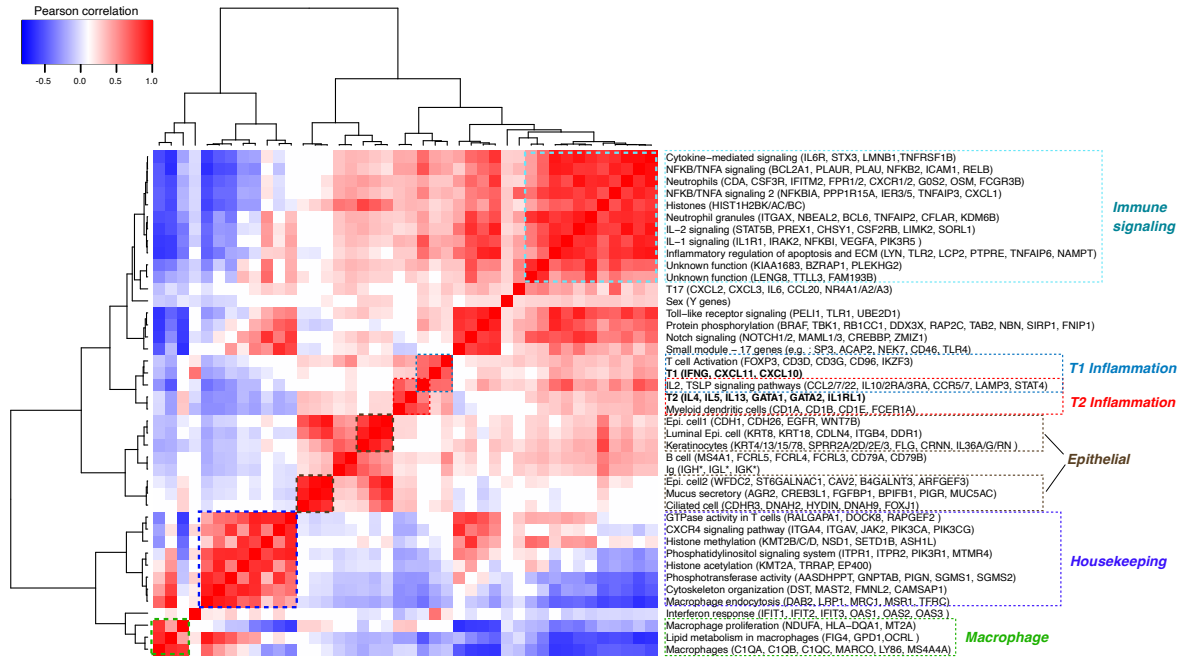 Pearson correlation
-0.5 0.0 0.5 1.0
Cytokine−mediated signaling (IL6R, STX3, LMNB1,TNFRSF1B)
NFKB/TNFA signaling (BCL2A1, PLAUR, PLAU, NFKB2, ICAM1, RELB)
Neutrophils (CDA, CSF3R, IFITM2, FPR1/2, CXCR1/2, G0S2, OSM, FCGR3B)
NFKB/TNFA signaling 2 (NFKBIA, PPP1R15A, IER3/5, TNFAIP3, CXCL1)
Histones (HIST1H2BK/AC/BC)
Neutrophil granules (ITGAX, NBEAL2, BCL6, TNFAIP2, CFLAR, KDM6B)
IL−2 signaling (STAT5B, PREX1, CHSY1, CSF2RB, LIMK2, SORL1)
IL−1 signaling (IL1R1, IRAK2, NFKBI, VEGFA, PIK3R5 )
Inflammatory regulation of apoptosis and ECM (LYN, TLR2, LCP2, PTPRE, TNFAIP6, NAMPT)
Unknown function (KIAA1683, BZRAP1, PLEKHG2)
Unknown function (LENG8, TTLL3, FAM193B)
Immune signaling
T17 (CXCL2, CXCL3, IL6, CCL20, NR4A1/A2/A3)
Sex (Y genes)
Toll−like receptor signaling (PELI1, TLR1, UBE2D1)
Protein phosphorylation (BRAF, TBK1, RB1CC1, DDX3X, RAP2C, TAB2, NBN, SIRP1, FNIP1)
Notch signaling (NOTCH1/2, MAML1/3, CREBBP, ZMIZ1)
Small module − 17 genes (e.g. : SP3, ACAP2, NEK7, CD46, TLR4)
T cell Activation (FOXP3, CD3D, CD3G, CD96, IKZF3)
T1 (IFNG, CXCL11, CXCL10)
T1 Inflammation
IL2, TSLP signaling pathways (CCL2/7/22, IL10/2RA/3RA, CCR5/7, LAMP3, STAT4)
T2 (IL4, IL5, IL13, GATA1, GATA2, IL1RL1)
Myeloid dendritic cells (CD1A, CD1B, CD1E, FCER1A)
T2 Inflammation
Epi. cell1 (CDH1, CDH26, EGFR, WNT7B)
Luminal Epi. cell (KRT8, KRT18, CDLN4, ITGB4, DDR1)
Keratinocytes (KRT4/13/15/78, SPRR2A/2D/2E/3, FLG, CRNN, IL36A/G/RN )
B cell (MS4A1, FCRL5, FCRL4, FCRL3, CD79A, CD79B)
Epithelial
Ig (IGH*, IGL*, IGK*)
Epi. cell2 (WFDC2, ST6GALNAC1, CAV2, B4GALNT3, ARFGEF3)
Mucus secretory (AGR2, CREB3L1, FGFBP1, BPIFB1, PIGR, MUC5AC)
Ciliated cell (CDHR3, DNAH2, HYDIN, DNAH9, FOXJ1)
GTPase activity in T cells (RALGAPA1, DOCK8, RAPGEF2 )
CXCR4 signaling pathway (ITGA4, ITGAV, JAK2, PIK3CA, PIK3CG)
Histone methylation (KMT2B/C/D, NSD1, SETD1B, ASH1L)
Phosphatidylinositol signaling system (ITPR1, ITPR2, PIK3R1, MTMR4)
Histone acetylation (KMT2A, TRRAP, EP400)
Phosphotransferase activity (AASDHPPT, GNPTAB, PIGN, SGMS1, SGMS2)
Cytoskeleton organization (DST, MAST2, FMNL2, CAMSAP1)
Macrophage endocytosis (DAB2, LRP1, MRC1, MSR1, TFRC)
Housekeeping
Interferon response (IFIT1, IFIT2, IFIT3, OAS1, OAS2, OAS3 )
Macrophage proliferation (NDUFA, HLA−DQA1, MT2A)
Lipid metabolism in macrophages (FIG4, GPD1,OCRL )
Macrophages (C1QA, C1QB, C1QC, MARCO, LY86, MS4A4A)
Macrophage